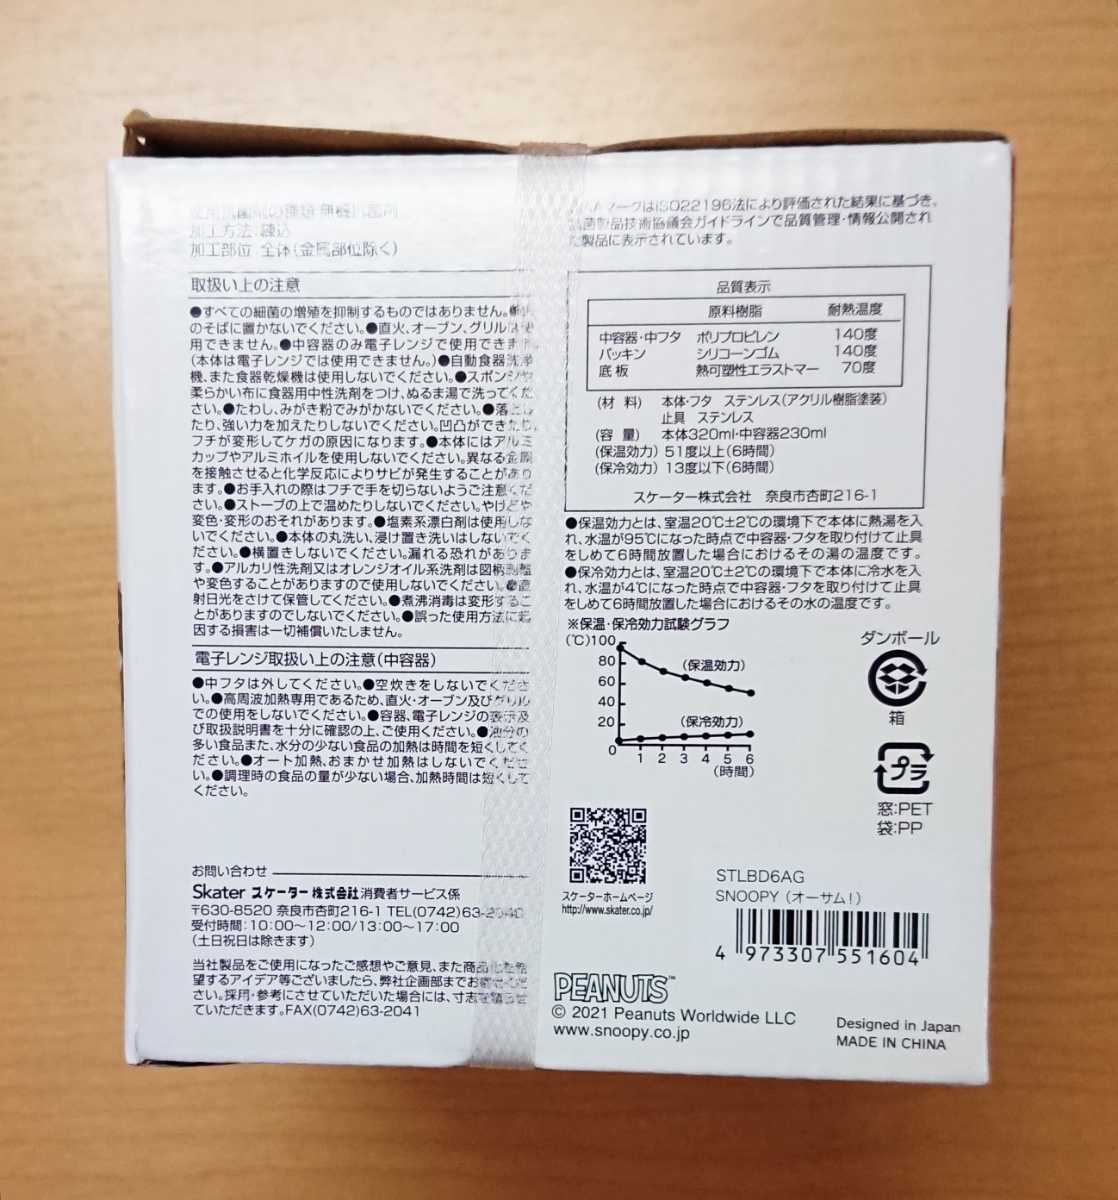 使用抗菌剤の種類:無機抗菌剤
加工方法:練込
加工部位:全体(金属部位除く)
取扱い上の注意
●すべての細菌の増殖を抑制するものではありません。
のそばに置かないでください。●直火、オーブン、グリルは使
用できません。●中容器のみ電子レンジで使用できます。
(本体は電子レンジでは使用できません。)●自動食器洗浄
機、また食器乾燥機は使用しないでください。●スポンジや
柔らかい布に食器用中性洗剤をつけ、ぬるま湯で洗ってくだ
さい。●たわし、みがき粉でみがかないでください。●落とし
たり、強い力を加えたりしないでください。凹凸ができたり、
フチが変形してケガの原因になります。●本体にはアルミ
カップやアルミホイルを使用しないでください。異なる金属
を接触させると化学反応によりサビが発生することがあり
ます。●お手入れの際はフチで手を切らないようご注意くだ
さい。●ストーブの上で温めたりしないでください。やけどや
変色・変形のおそれがあります。●塩素系漂白剤は使用しな
いでください。●本体の丸洗い、浸け置き洗いはしないでく
ださい。●横置きしないでください。漏れる恐れがありま
す。●アルカリ性洗剤又はオレンジオイル系洗剤は図柄剥離
や変色することがありますので使用しないでください。●直
射日光をさけて保管してください。●煮沸消毒は変形するこ
とがありますのでしないでください。●誤った使用方法に起
因する損害は一切補償いたしません。
電子レンジ取扱い上の注意(中容器)
●中フタは外してください。●空炊きをしないでくださ
い。●高周波加熱専用であるため、直火・オーブン及びグリル
での使用をしないでください。●容器、電子レンジの表示及
び取扱説明書を十分に確認の上、ご使用ください。●油分の
多い食品また、水分の少ない食品の加熱は時間を短くしてく
ださい。●オート加熱、おまかせ加熱はしないでくださ
い。●調理時の食品の量が少ない場合、加熱時間は短くして
ください。
お問い合わせ
Skater スケーター株式会社消費者サービス係
〒630-8520 奈良市杏町216-1 TEL(0742)63-2040
受付時間:10:00〜12:00/13:00〜17:00
(土日祝日は除きます)
当社製品をご使用になったご感想やご意見、また商品化を希
望するアイデア等ございましたら、弊社企画部までお寄せくだ
さい。採用・参考にさせていただいた場合には、寸志を贈らせ
ていただきます。FAX(0742)63-2041
マークはISO22196法により評価された結果に基づき、
抗菌製品技術協議会ガイドラインで品質管理・情報公開され
た製品に表示されています。
品質表示
原料樹脂 耐熱温度
中容器・中フタ ポリプロピレン 140度
パッキン シリコーンゴム 140度
底板 熱可塑性エラストマー 70度
(材料) 本体・フタ ステンレス(アクリル樹脂塗装)
止具 ステンレス
(容量) 本体320ml・中容器230ml
(保温効力) 51度以上(6時間)
(保冷効力) 13度以下(6時間)
スケーター株式会社 奈良市杏町216-1
●保温効力とは、室温20℃±2℃の環境下で本体に熱湯を入
れ、水温が95℃になった時点で中容器・フタを取り付けて止具
をしめて6時間放置した場合におけるその湯の温度です。
●保冷効力とは、室温20℃±2℃の環境下で本体に冷水を入
れ、水温が4℃になった時点で中容器・フタを取り付けて止具
をしめて6時間放置した場合におけるその水の温度です。
※保温・保冷効力試験グラフ
(℃)100
80
60
40
20
0
(保温効力)
(保冷効力)
1 2 3 4 5 6
(時間)
ダンボール
箱
プラ
窓:PET
袋:PP
スケーターホームページ
http://www.skater.co.jp/
STLBD6AG
SNOOPY (オーサム!)
4 973307 551604
PEANUTS™
© 2021 Peanuts Worldwide LLC
www.snoopy.co.jp
Designed in Japan
MADE IN CHINA